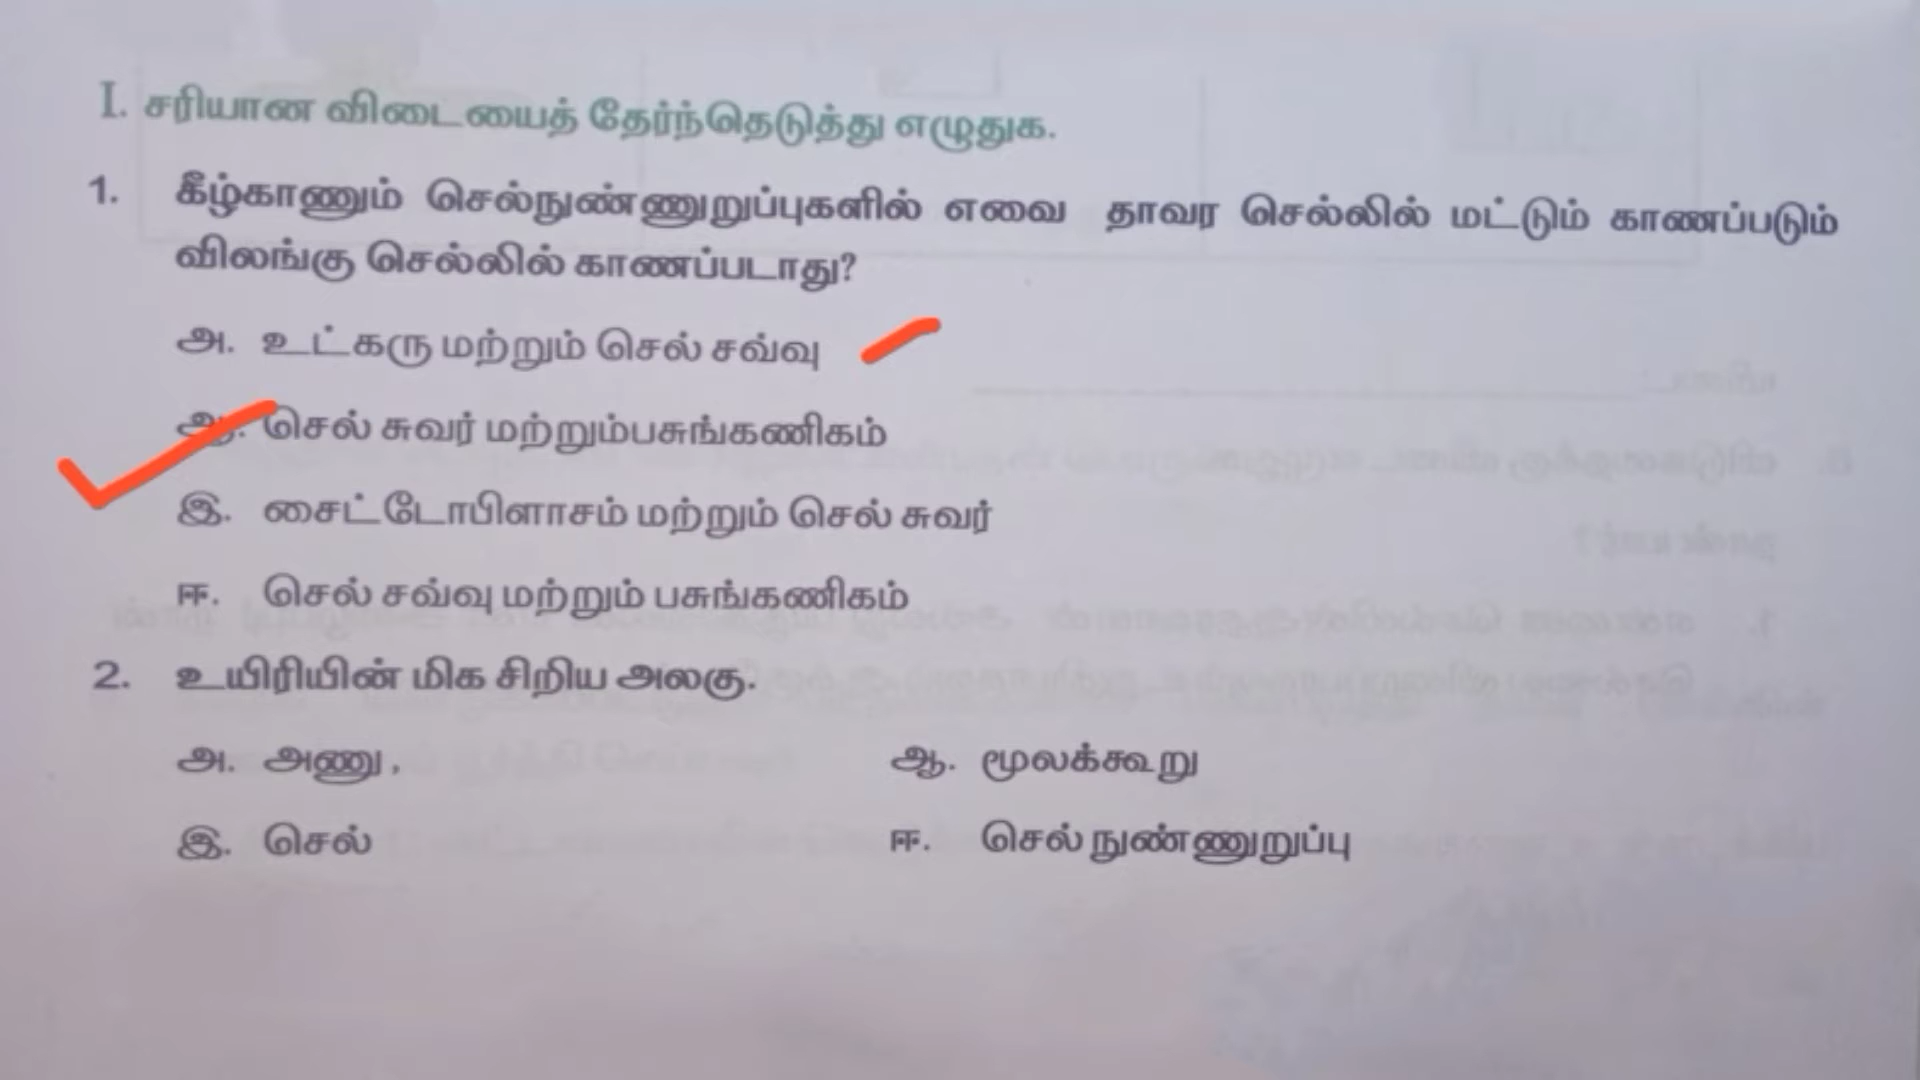 I. சரியான விடையைத் தேர்ந்தெடுத்து எழுதுக.
1. கீழ்காணும் செல்நுண்ணுறுப்புகளில் எவை தாவர செல்லில் மட்டும் காணப்படும்
விலங்கு செல்லில் காணப்படாது?
அ. உட்கரு மற்றும் செல் சவ்வு
ஆ. செல் சுவர் மற்றும்பசுங்கணிகம்
இ. சைட்டோபிளாசம் மற்றும் செல் சுவர்
ஈ. செல் சவ்வு மற்றும் பசுங்கணிகம்
2. உயிரியின் மிக சிறிய அலகு.
அ. அணு. ஆ. மூலக்கூறு
இ. செல் ஈ. செல் நுண்ணுறுப்பு